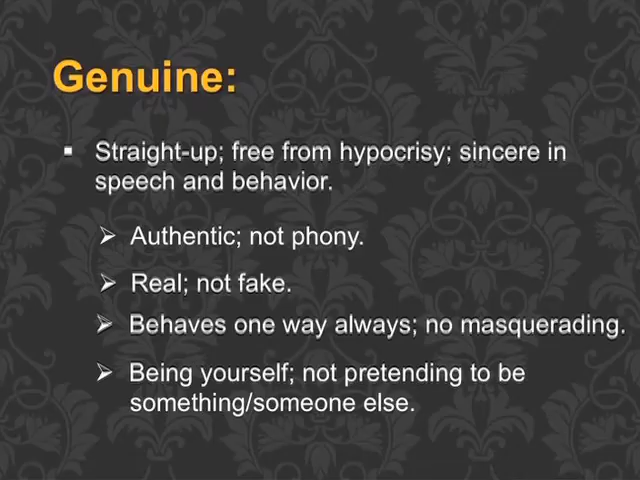 Genuine:
▪ Straight-up; free from hypocrisy; sincere in
speech and behavior.
➢ Authentic; not phony.
➢ Real; not fake.
➢ Behaves one way always; no masquerading.
➢ Being yourself; not pretending to be
something/someone else.